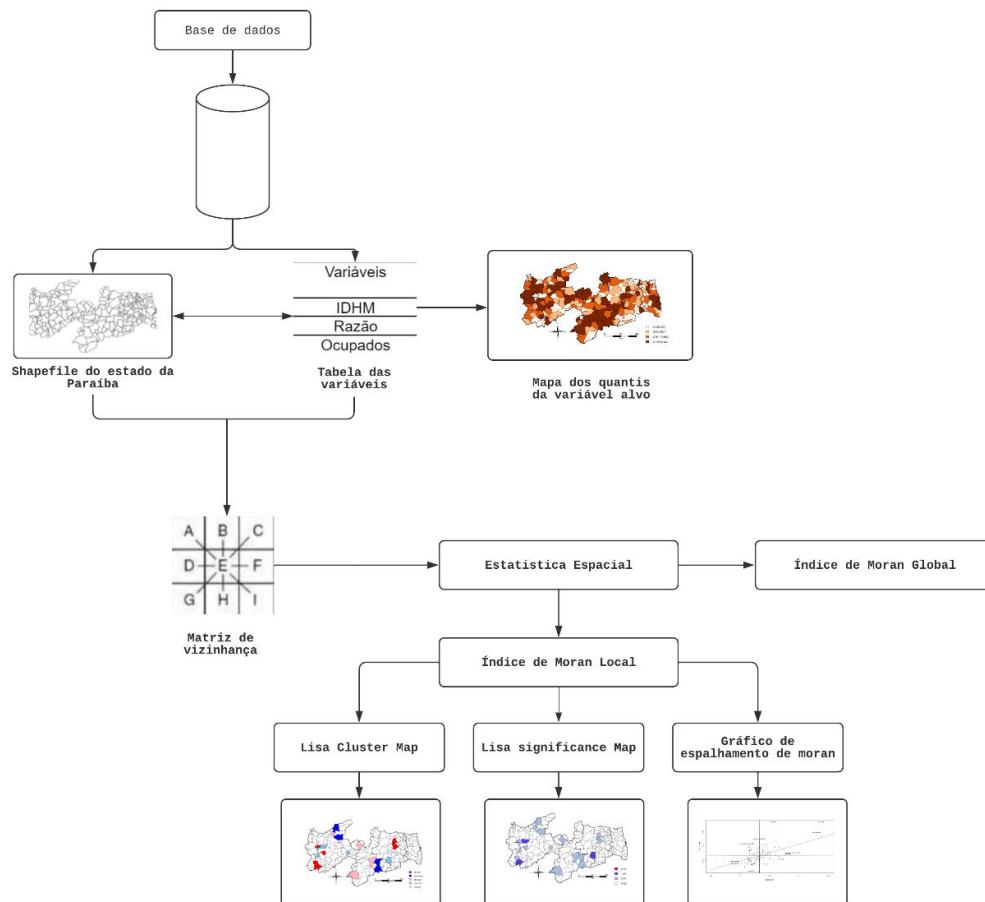 Base de dados
Variáveis
IDHM
Razão
Ocupados
Shapefile do estado da
Paraíba
Tabela das
variáveis
Mapa dos quantis
da variável alvo
A B C
D E F
G H I
Matriz de
vizinhança
Estatistica Espacial
Índice de Moran Global
Índice de Moran Local
Lisa Cluster Map
Lisa significance Map
Gráfico de
espalhamento de moran